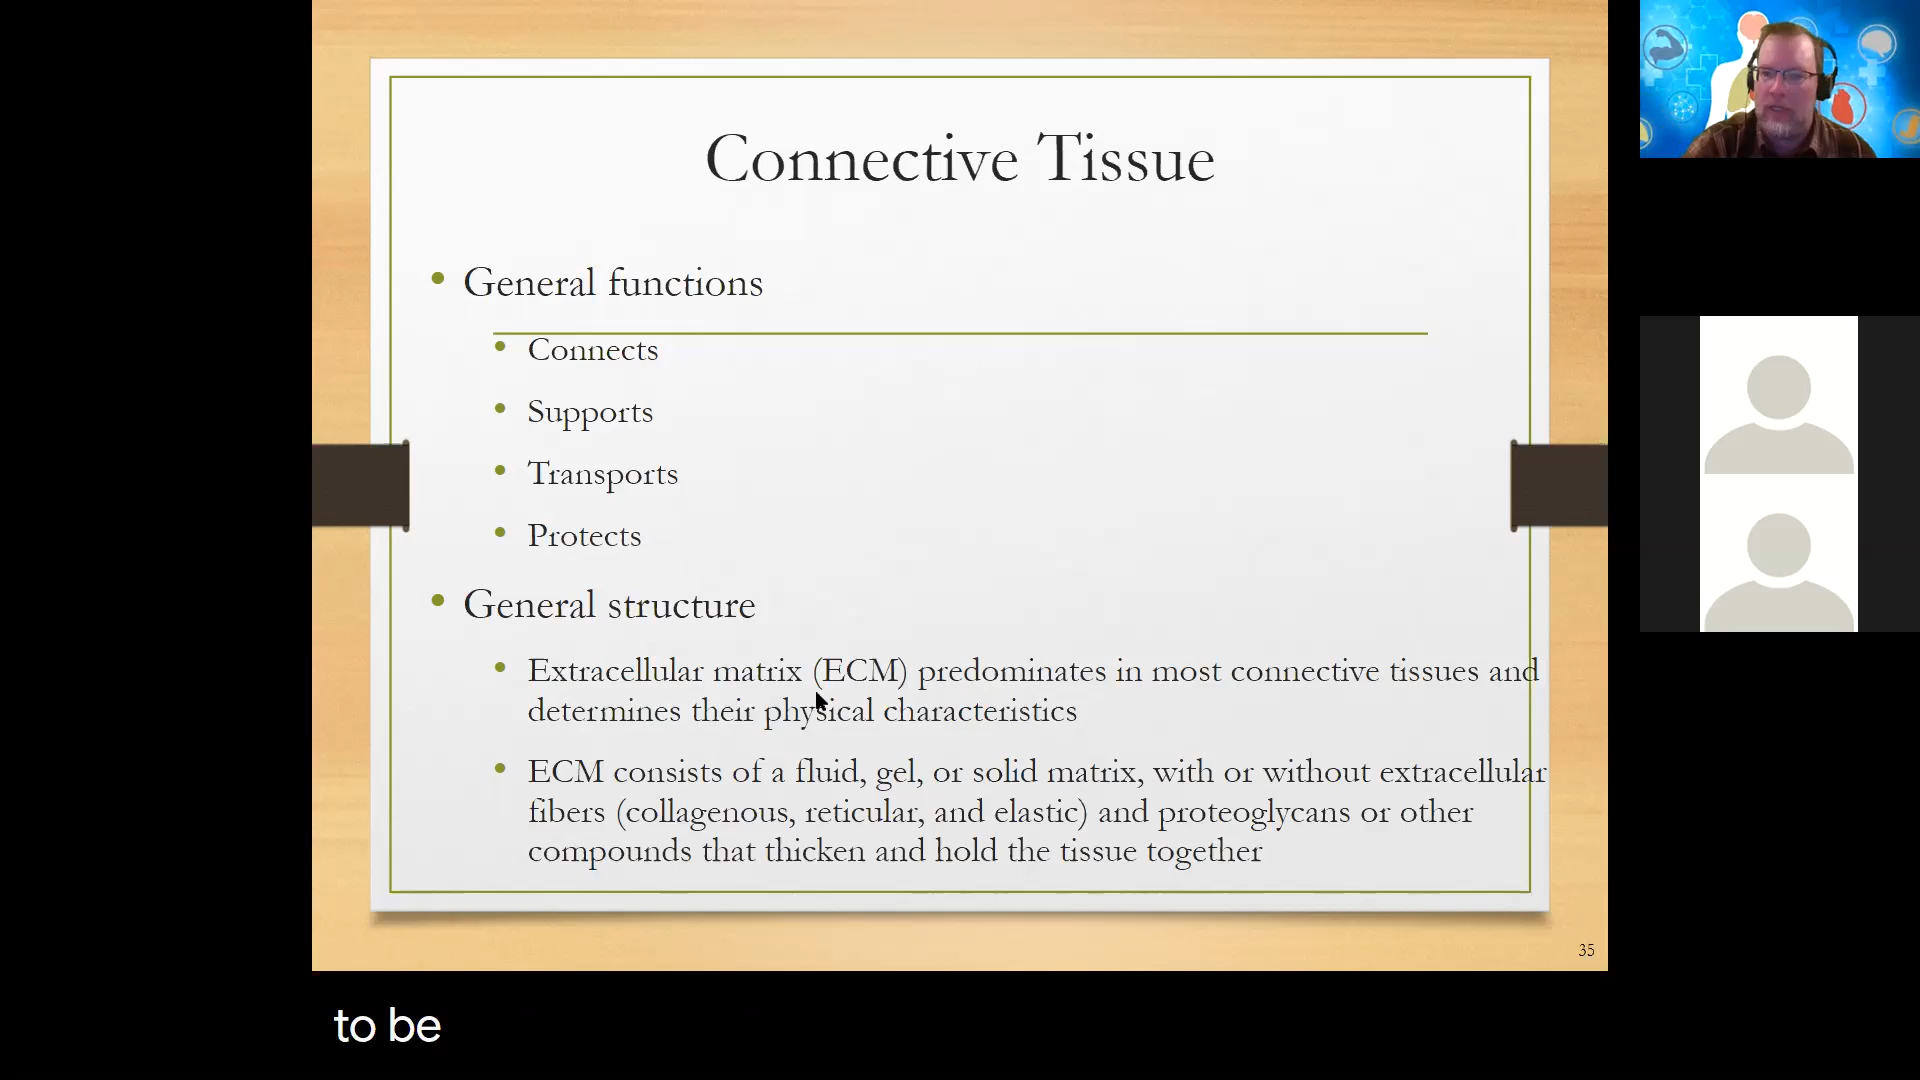 Connective Tissue
• General functions
• Connects
• Supports
• Transports
• Protects
• General structure
• Extracellular matrix (ECM) predominates in most connective tissues and
determines their physical characteristics
• ECM consists of a fluid, gel, or solid matrix, with or without extracellular
fibers (collagenous, reticular, and elastic) and proteoglycans or other
compounds that thicken and hold the tissue together
35
to be